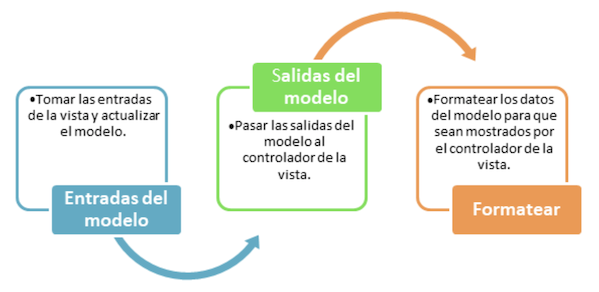 •Tomar las entradas
de la vista y actualizar
el modelo.
Entradas del
modelo
Salidas del
modelo
•Pasar las salidas del
modelo al
controlador de la
vista.
•Formatear los datos
del modelo para que
sean mostrados por
el controlador de la
vista.
Formatear